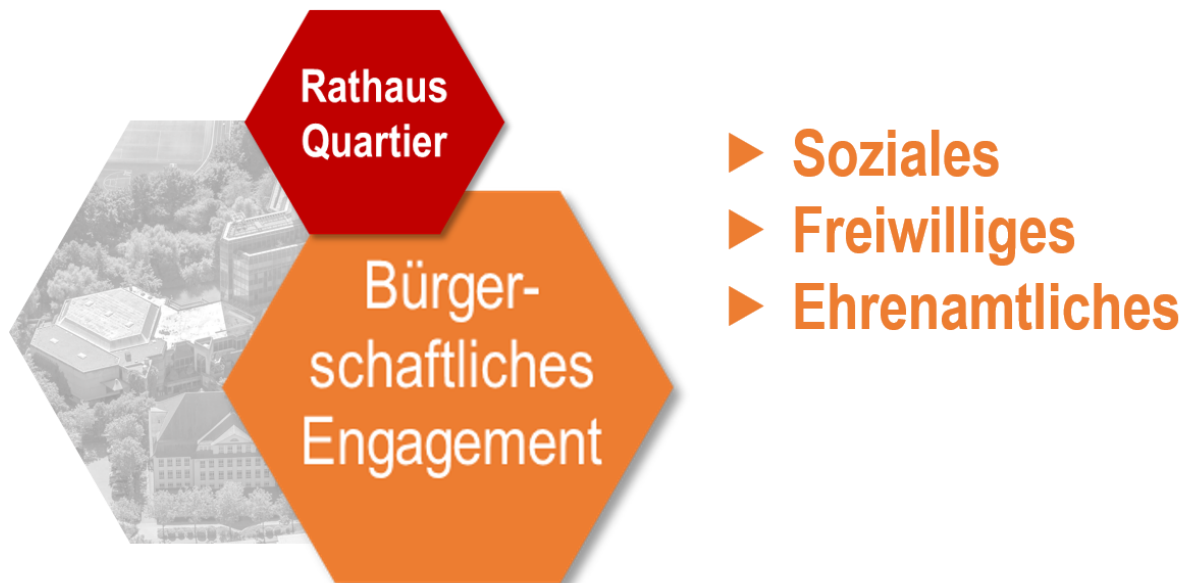 Rathaus
Quartier
Bürger-
schaftliches
Engagement
Soziales
Freiwilliges
Ehrenamtliches